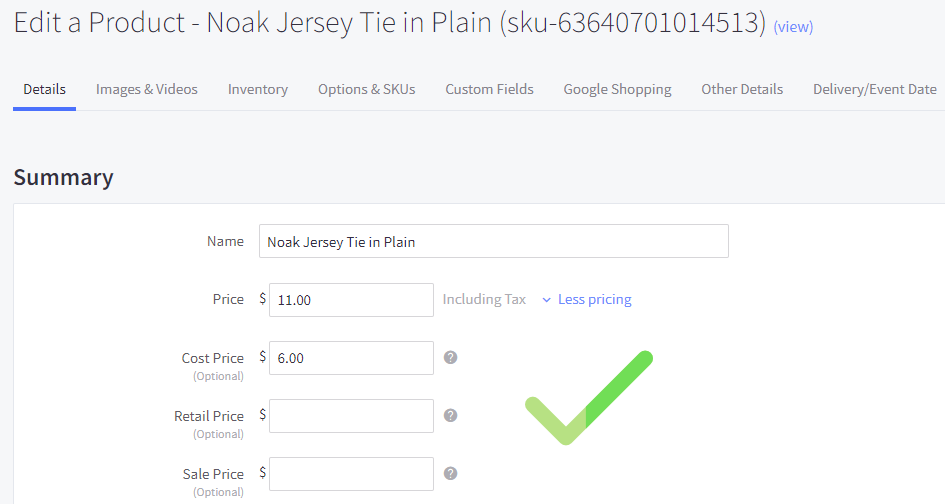 Edit a Product - Noak Jersey Tie in Plain (sku-63640701014513) (view)
Details Images & Videos Inventory Options & SKUs Custom Fields Google Shopping Other Details Delivery/Event Date
Summary
Name Noak Jersey Tie in Plain
Price $ 11.00 Including Tax Less pricing
Cost Price $ 6.00 ?
(Optional)
Retail Price $ ?
(Optional)
Sale Price $ ?
(Optional)